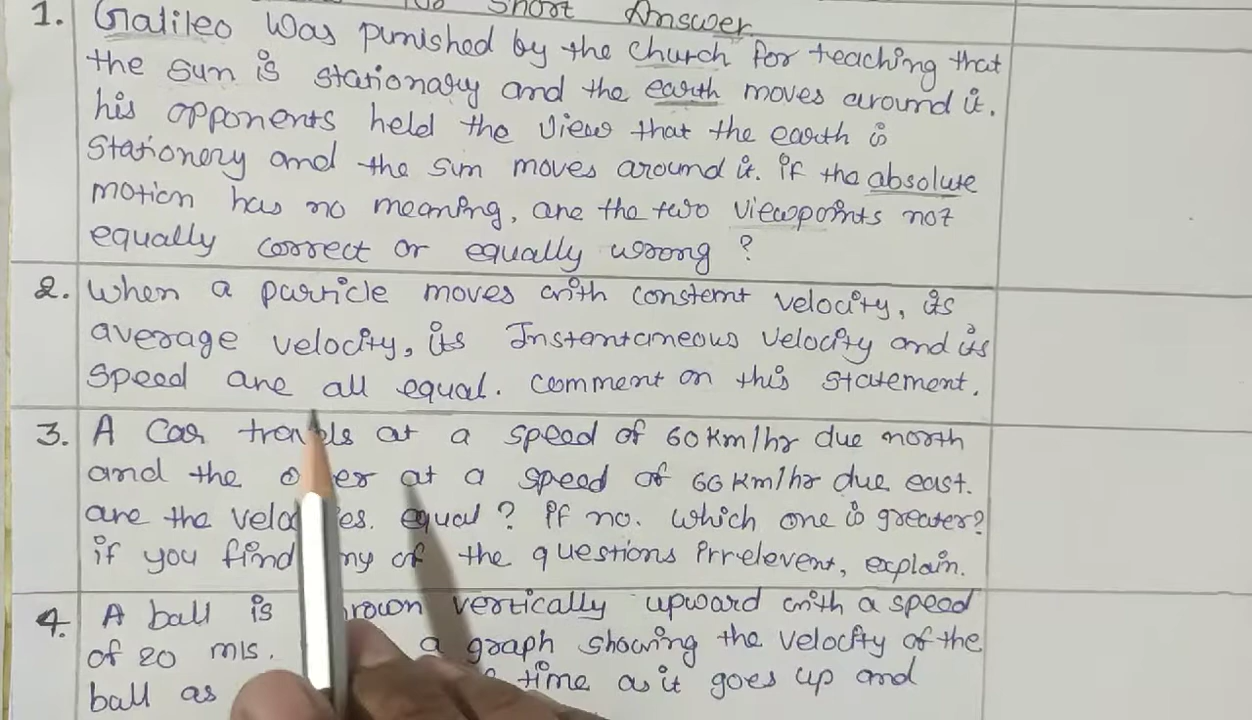 Short Answer
1. Galileo was punished by the church for teaching that
the sun is stationary and the earth moves around it.
his opponents held the view that the earth is
stationery and the sun moves around it. if the absolute
motion has no meaning, are the two viewpoints not
equally correct or equally wrong ?
2. When a particle moves with constant velocity, its
average velocity, its Instantaneous velocity and its
speed are all equal. comment on this statement.
3. A Car travels at a speed of 60 km/hr due north
and the er at a speed of 60 km/hr due east.
are the velo es. equal ? if no. which one is greater?
if you find ny of the questions irrelevent, explain.
4. A ball is rown vertically upward with a speed
of 20 m/s. a graph showing the velocity of the
ball as time as it goes up and